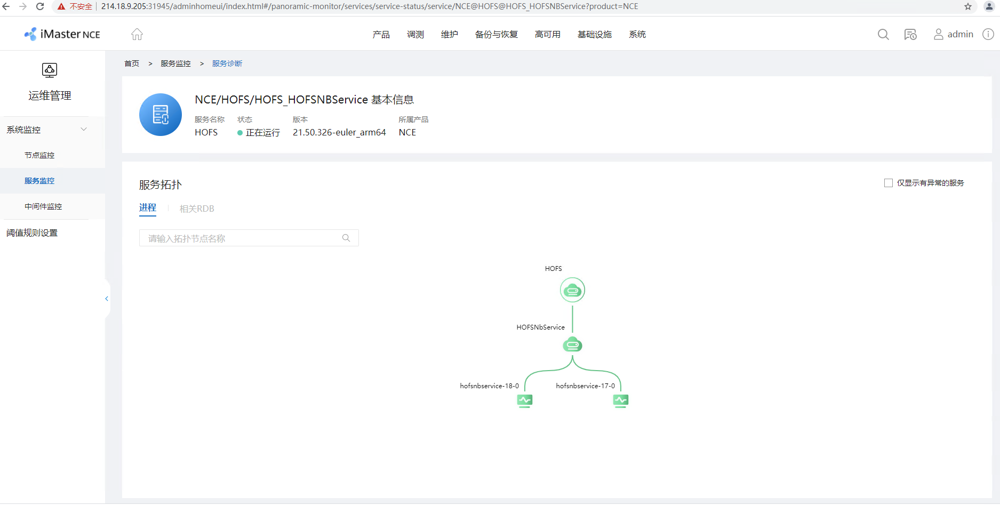 不安全 214.18.9.205:31945/adminhomeui/index.html#/panoramic-monitor/services/service-status/service/NCE@HOFS@HOFS_HOFSNBService?product=NCE
iMaster NCE 产品 调测 维护 备份与恢复 高可用 基础设施 系统 admin
运维管理
系统监控
节点监控
服务监控
中间件监控
阈值规则设置
首页 > 服务监控 > 服务诊断
NCE/HOFS/HOFS_HOFSNBService 基本信息
服务名称 状态 版本 所属产品
HOFS 正在运行 21.50.326-euler_arm64 NCE
服务拓扑 仅显示有异常的服务
进程 相关RDB
请输入拓扑节点名称
HOFS
HOFSNbService
hofsnbservice-18-0 hofsnbservice-17-0